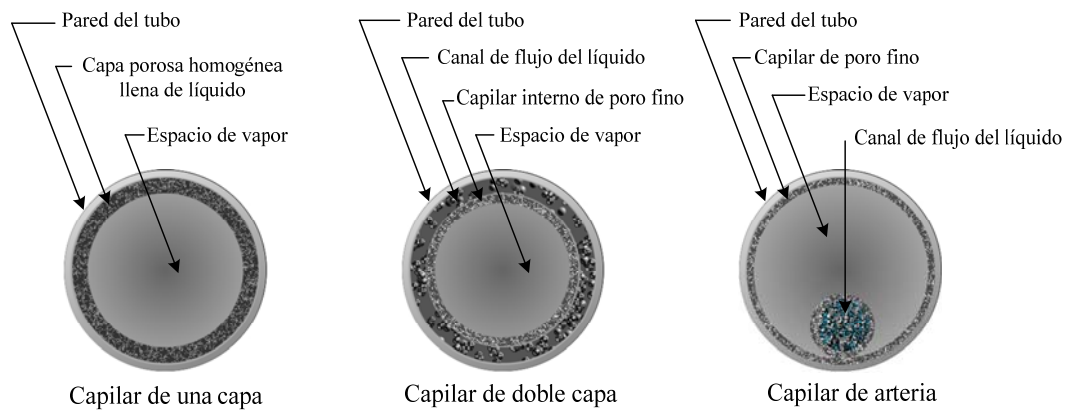 Pared del tubo
Capa porosa homogénea
llena de líquido
Espacio de vapor
Capilar de una capa
Pared del tubo
Canal de flujo del líquido
Capilar interno de poro fino
Espacio de vapor
Capilar de doble capa
Pared del tubo
Capilar de poro fino
Espacio de vapor
Canal de flujo del líquido
Capilar de arteria